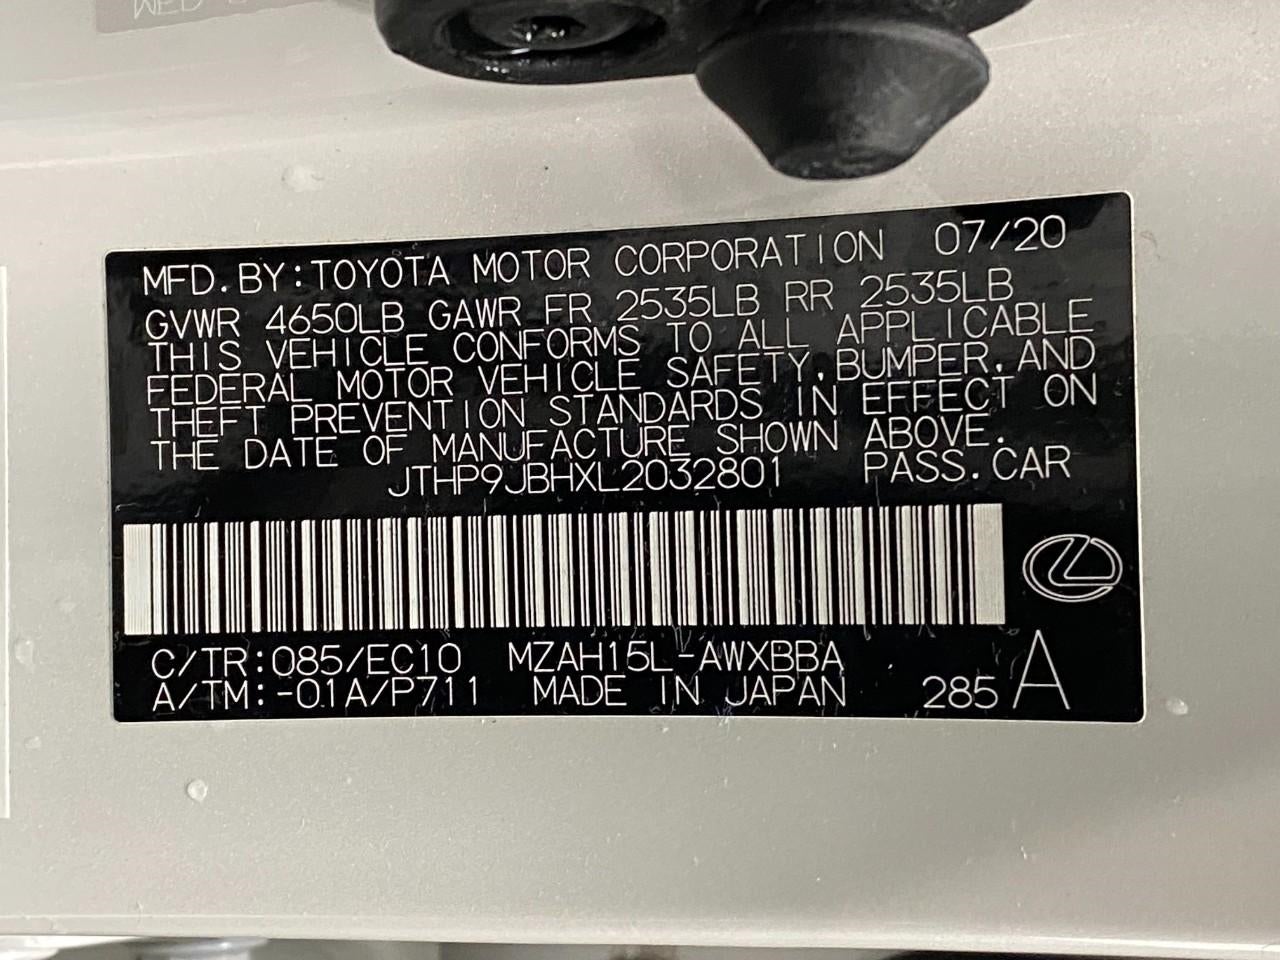 WED
MFD. BY: TOYOTA MOTOR CORPORATION 07/20
GVWR 4650LB GAWR FR 2535LB RR 2535LB
THIS VEHICLE CONFORMS TO ALL APPLICABLE
FEDERAL MOTOR VEHICLE SAFETY, BUMPER, AND
THEFT PREVENTION STANDARDS IN EFFECT ON
THE DATE OF MANUFACTURE SHOWN ABOVE.
JTHP9JBHXL2032801 PASS. CAR
C/TR: 085/EC10 MZAH15L-AWXBBA
A/TM: -01A/P711 MADE IN JAPAN 285 A